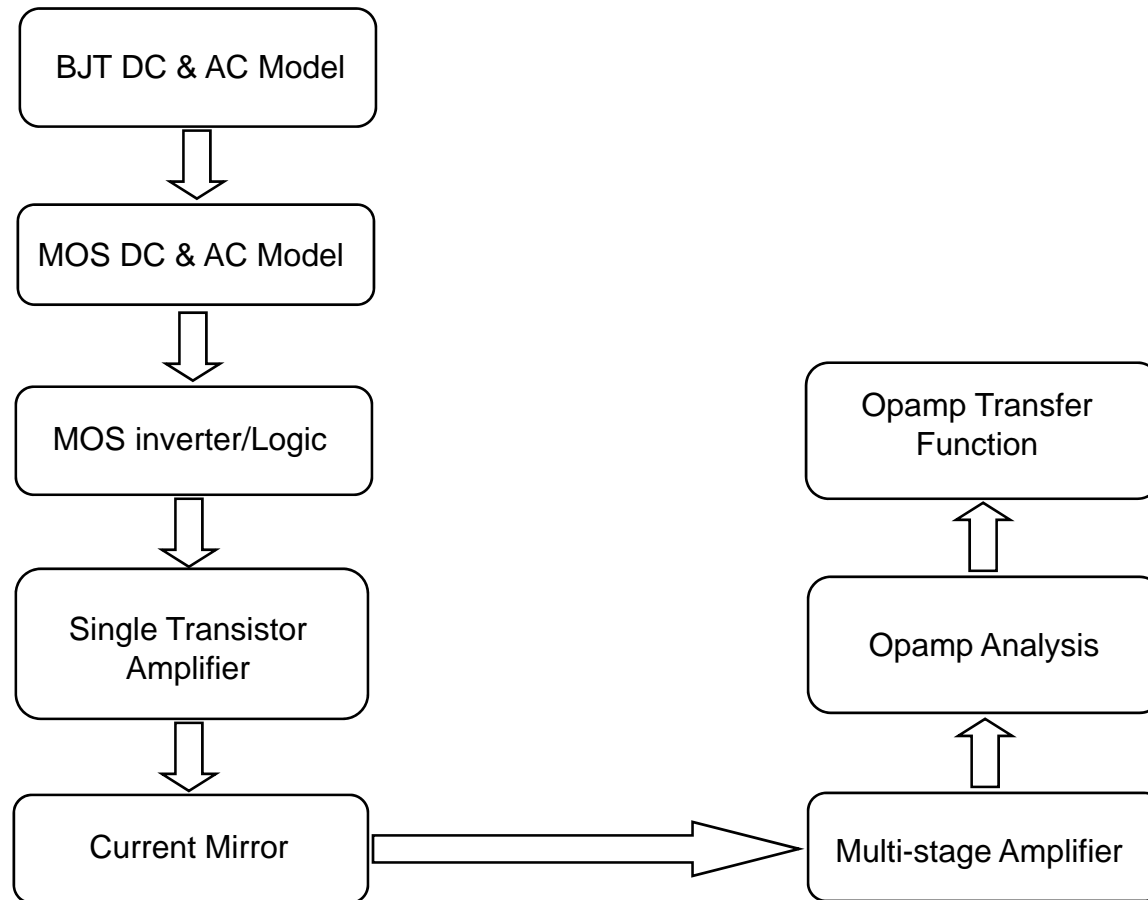 BJT DC & AC Model
MOS DC & AC Model
MOS inverter/Logic
Single Transistor
Amplifier
Current Mirror
Multi-stage Amplifier
Opamp Analysis
Opamp Transfer
Function